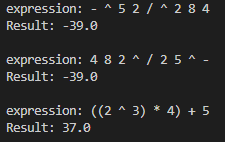 expression: - ^ 5 2 / ^ 2 8 4
Result: -39.0
expression: 4 8 2 ^ / 2 5 ^ -
Result: -39.0
expression: ((2 ^ 3) * 4) + 5
Result: 37.0